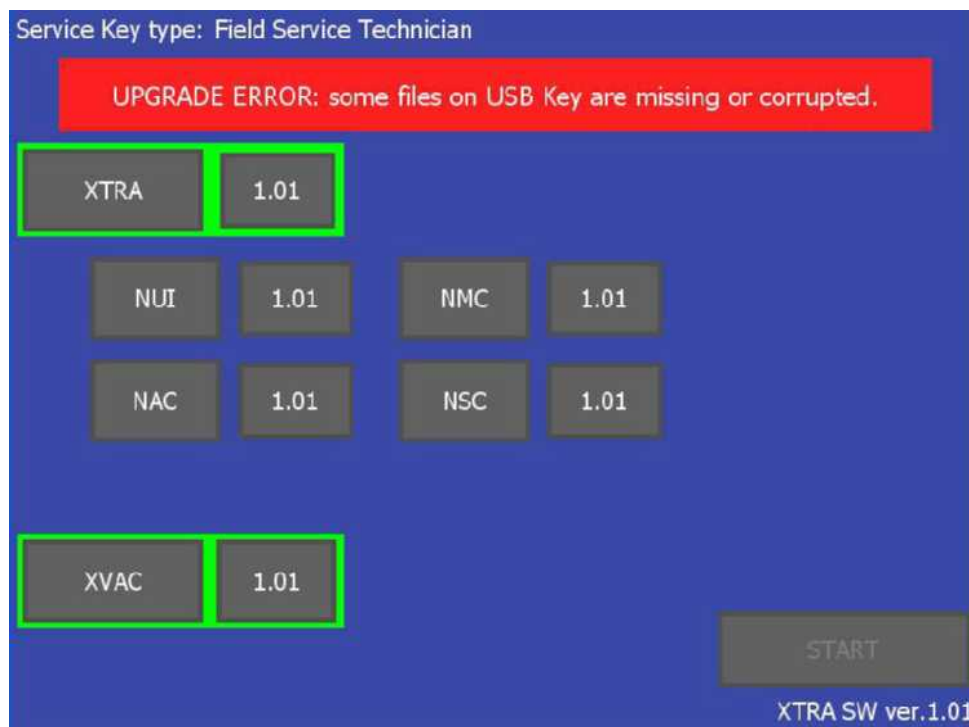 Service Key type: Field Service Technician
UPGRADE ERROR: some files on USB Key are missing or corrupted.
XTRA 1.01
NUI 1.01 NMC 1.01
NAC 1.01 NSC 1.01
XVAC 1.01
START
XTRA SW ver.1.01